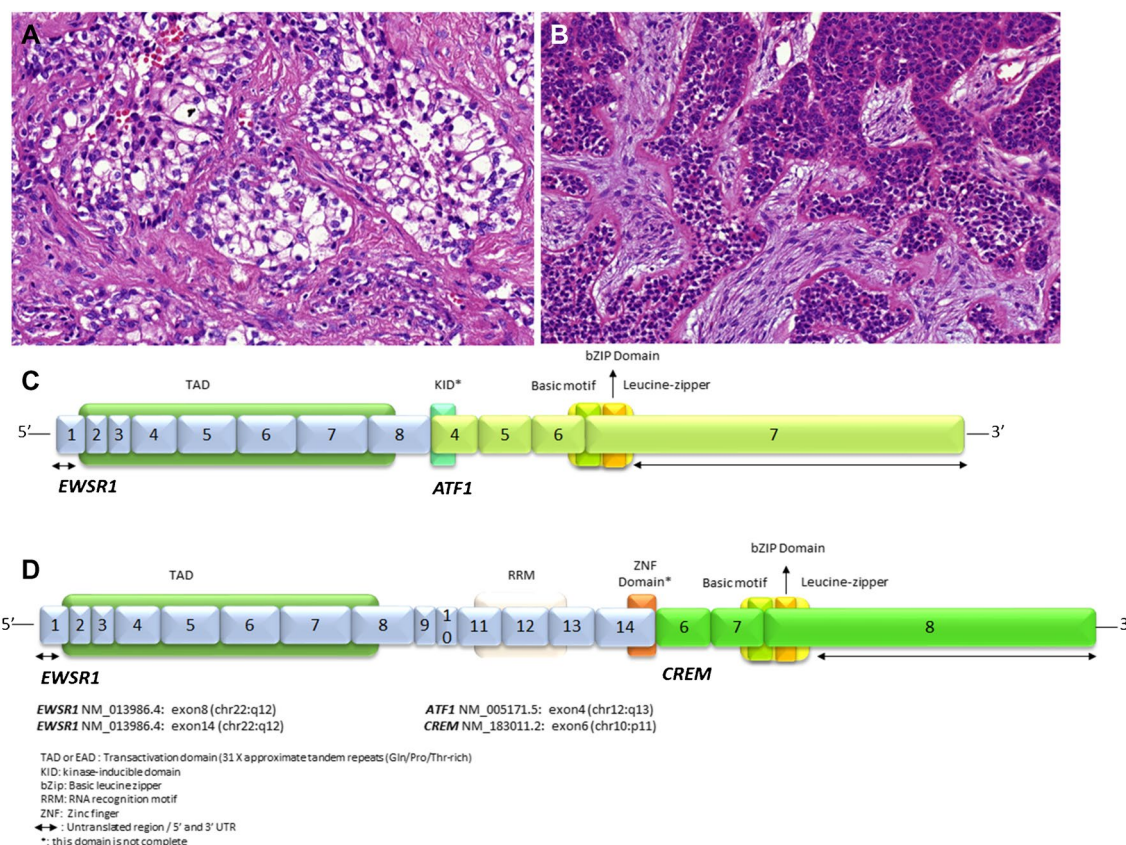 A
B
C
TAD
KID*
Basic motif
bZIP Domain
Leucine-zipper
5’
1 2 3 4 5 6 7 8 4 5 6 7
3’
EWSR1
ATF1
D
TAD
RRM
ZNF
Domain*
Basic motif
bZIP Domain
Leucine-zipper
5’
1 2 3 4 5 6 7 8 9 10 11 12 13 14 6 7 8
3
EWSR1
CREM
EWSR1 NM_013986.4: exon8 (chr22:q12)
EWSR1 NM_013986.4: exon14 (chr22:q12)
ATF1 NM_005171.5: exon4 (chr12:q13)
CREM NM_183011.2: exon6 (chr10:p11)
TAD or EAD : Transactivation domain (31 X approximate tandem repeats (Gln/Pro/Thr-rich)
KID: kinase-inducible domain
bZip: Basic leucine zipper
RRM: RNA recognition motif
ZNF: Zinc finger
: Untranslated region / 5’ and 3’ UTR
*: this domain is not complete